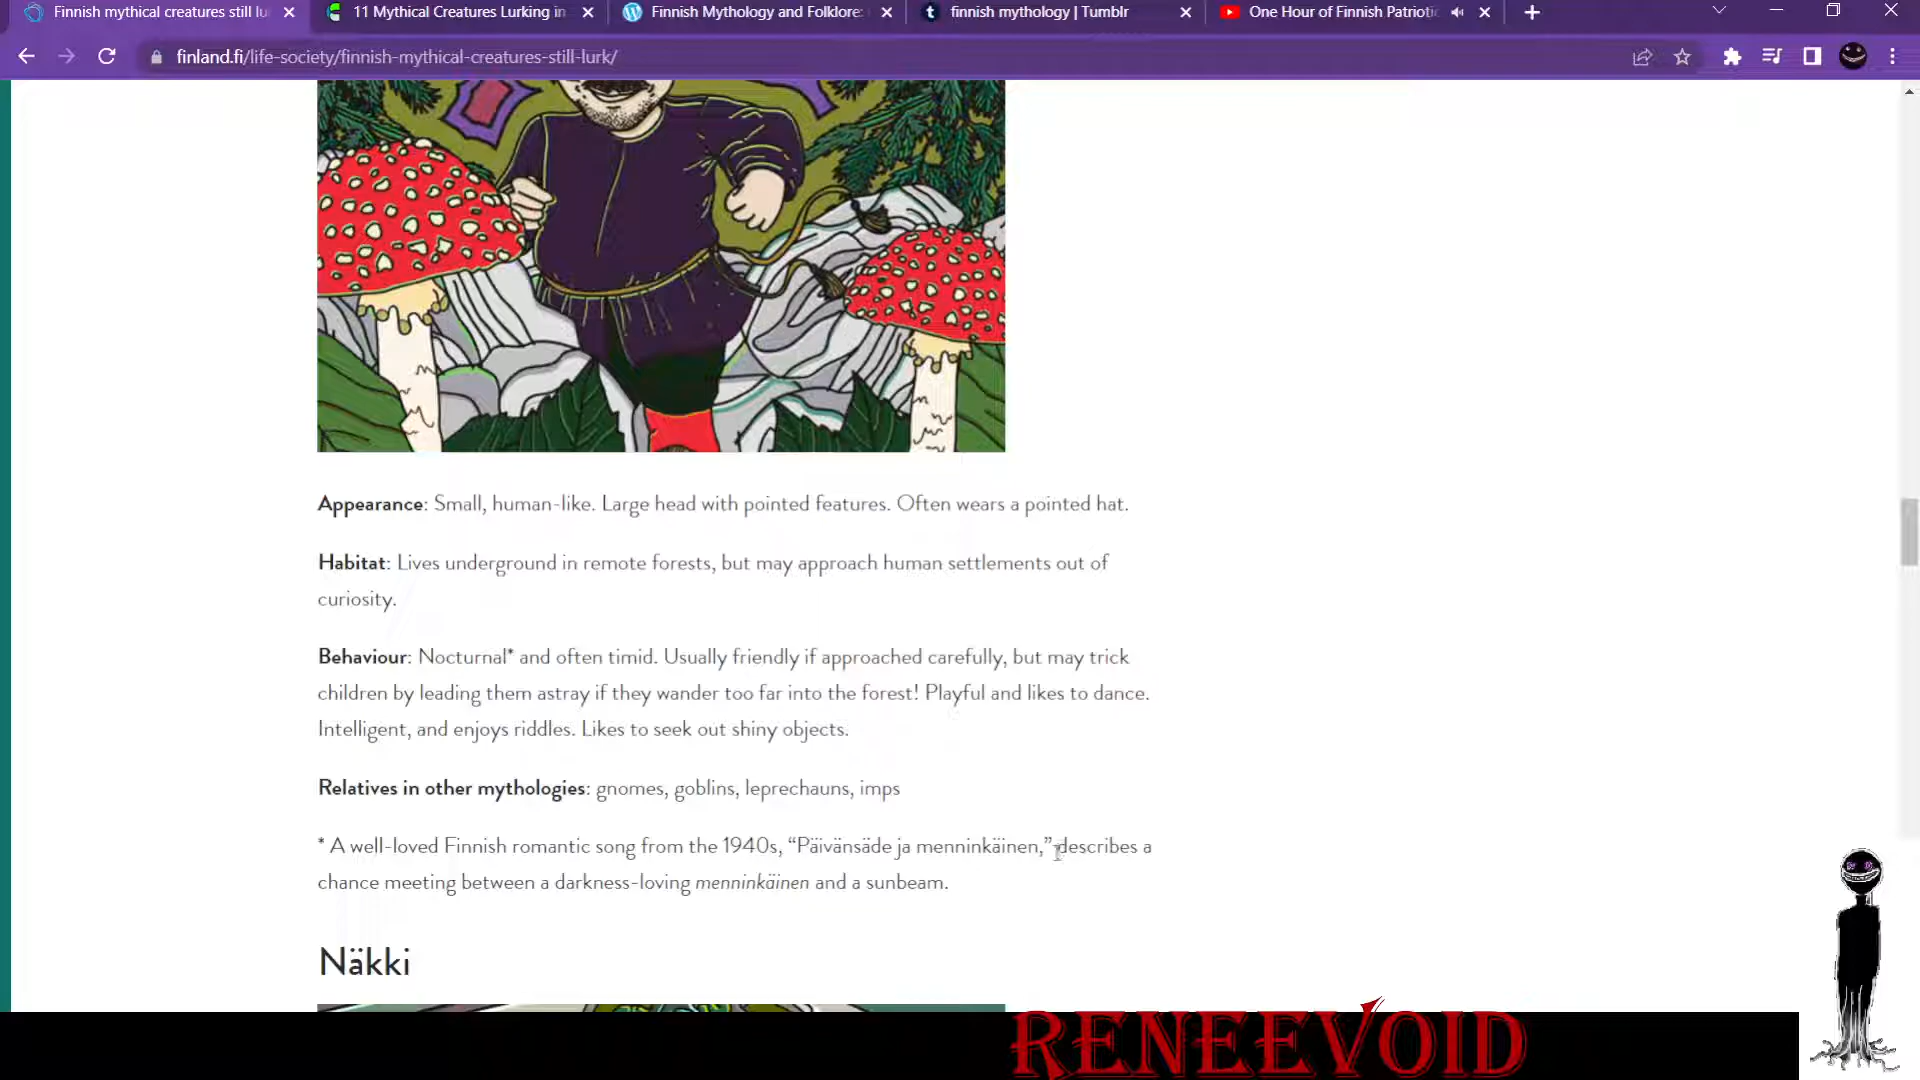 Finnish mythical creatures still lu
11 Mythical Creatures Lurking in
Finnish Mythology and Folklore:
t finnish mythology | Tumblr
One Hour of Finnish Patriotic
finland.fi/life-society/finnish-mythical-creatures-still-lurk/
Appearance: Small, human-like. Large head with pointed features. Often wears a pointed hat.
Habitat: Lives underground in remote forests, but may approach human settlements out of
curiosity.
Behaviour: Nocturnal* and often timid. Usually friendly if approached carefully, but may trick
children by leading them astray if they wander too far into the forest! Playful and likes to dance.
Intelligent, and enjoys riddles. Likes to seek out shiny objects.
Relatives in other mythologies: gnomes, goblins, leprechauns, imps
* A well-loved Finnish romantic song from the 1940s, “Päivänsäde ja menninkäinen,” describes a
chance meeting between a darkness-loving menninkäinen and a sunbeam.
Näkki
RENEEVOID